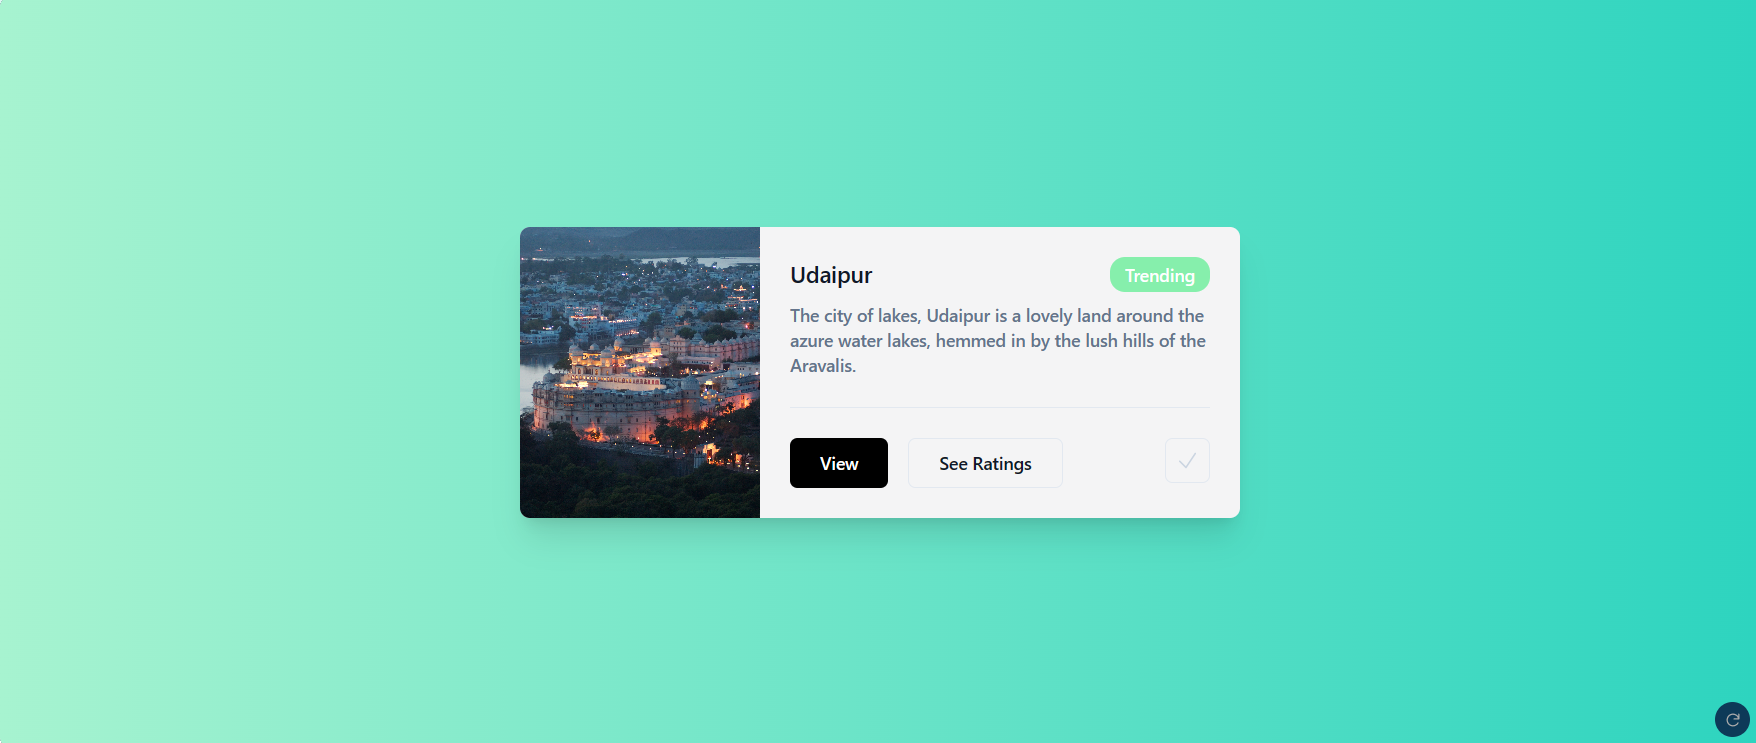 Udaipur
Trending
The city of lakes, Udaipur is a lovely land around the
azure water lakes, hemmed in by the lush hills of the
Aravalis.
View
See Ratings